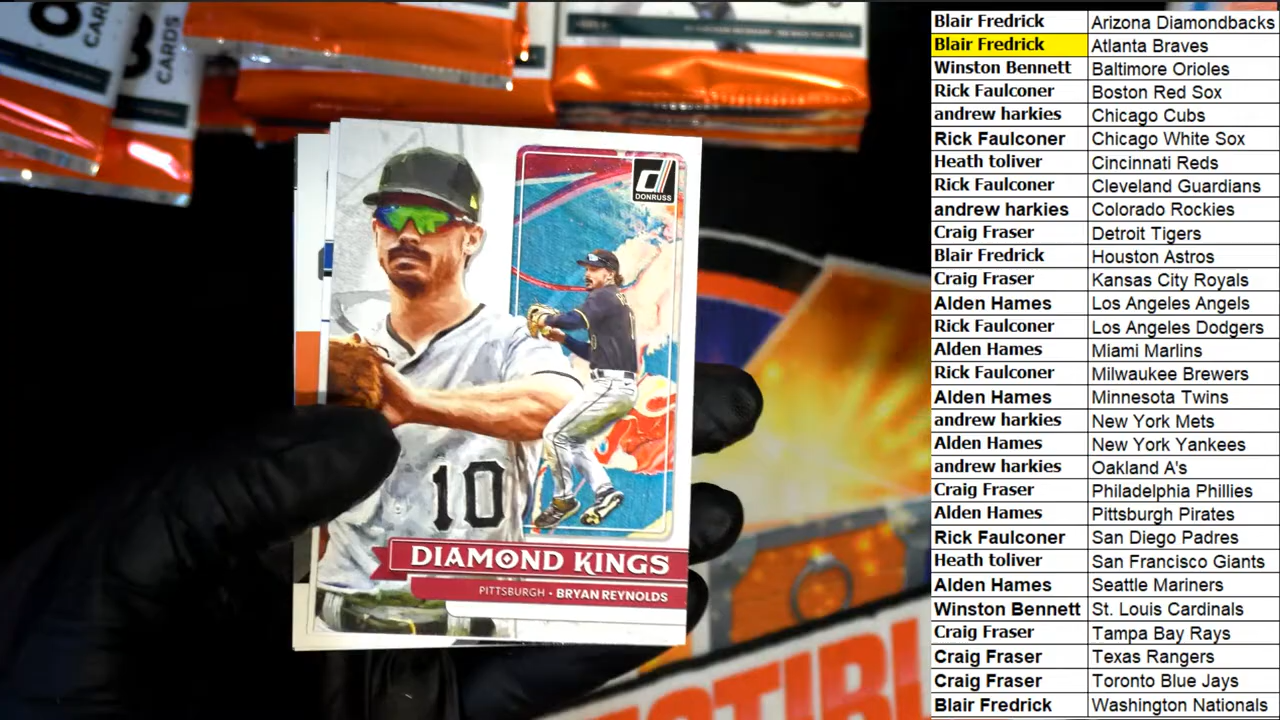 CARDS
CARDS
DONRUSS
10
DIAMOND KINGS
PITTSBURGH • BRYAN REYNOLDS
Blair Fredrick Arizona Diamondbacks
Blair Fredrick Atlanta Braves
Winston Bennett Baltimore Orioles
Rick Faulconer Boston Red Sox
andrew harkies Chicago Cubs
Rick Faulconer Chicago White Sox
Heath toliver Cincinnati Reds
Rick Faulconer Cleveland Guardians
andrew harkies Colorado Rockies
Craig Fraser Detroit Tigers
Blair Fredrick Houston Astros
Craig Fraser Kansas City Royals
Alden Hames Los Angeles Angels
Rick Faulconer Los Angeles Dodgers
Alden Hames Miami Marlins
Rick Faulconer Milwaukee Brewers
Alden Hames Minnesota Twins
andrew harkies New York Mets
Alden Hames New York Yankees
andrew harkies Oakland A's
Craig Fraser Philadelphia Phillies
Alden Hames Pittsburgh Pirates
Rick Faulconer San Diego Padres
Heath toliver San Francisco Giants
Alden Hames Seattle Mariners
Winston Bennett St. Louis Cardinals
Craig Fraser Tampa Bay Rays
Craig Fraser Texas Rangers
Craig Fraser Toronto Blue Jays
Blair Fredrick Washington Nationals